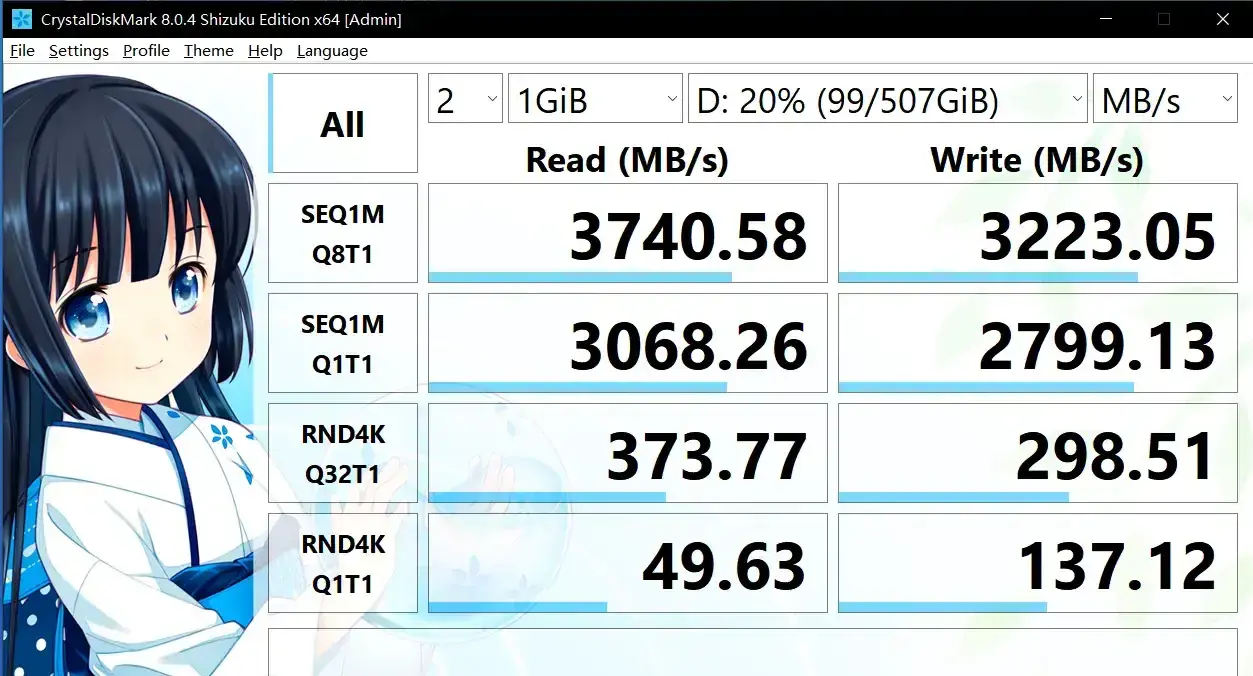 CrystalDiskMark 8.0.4 Shizuku Edition x64 [Admin]
File Settings Profile Theme Help Language
All 2 1GiB D: 20% (99/507GiB) MB/s
Read (MB/s) Write (MB/s)
SEQ1M
Q8T1
3740.58 3223.05
SEQ1M
Q1T1
3068.26 2799.13
RND4K
Q32T1
373.77 298.51
RND4K
Q1T1
49.63 137.12